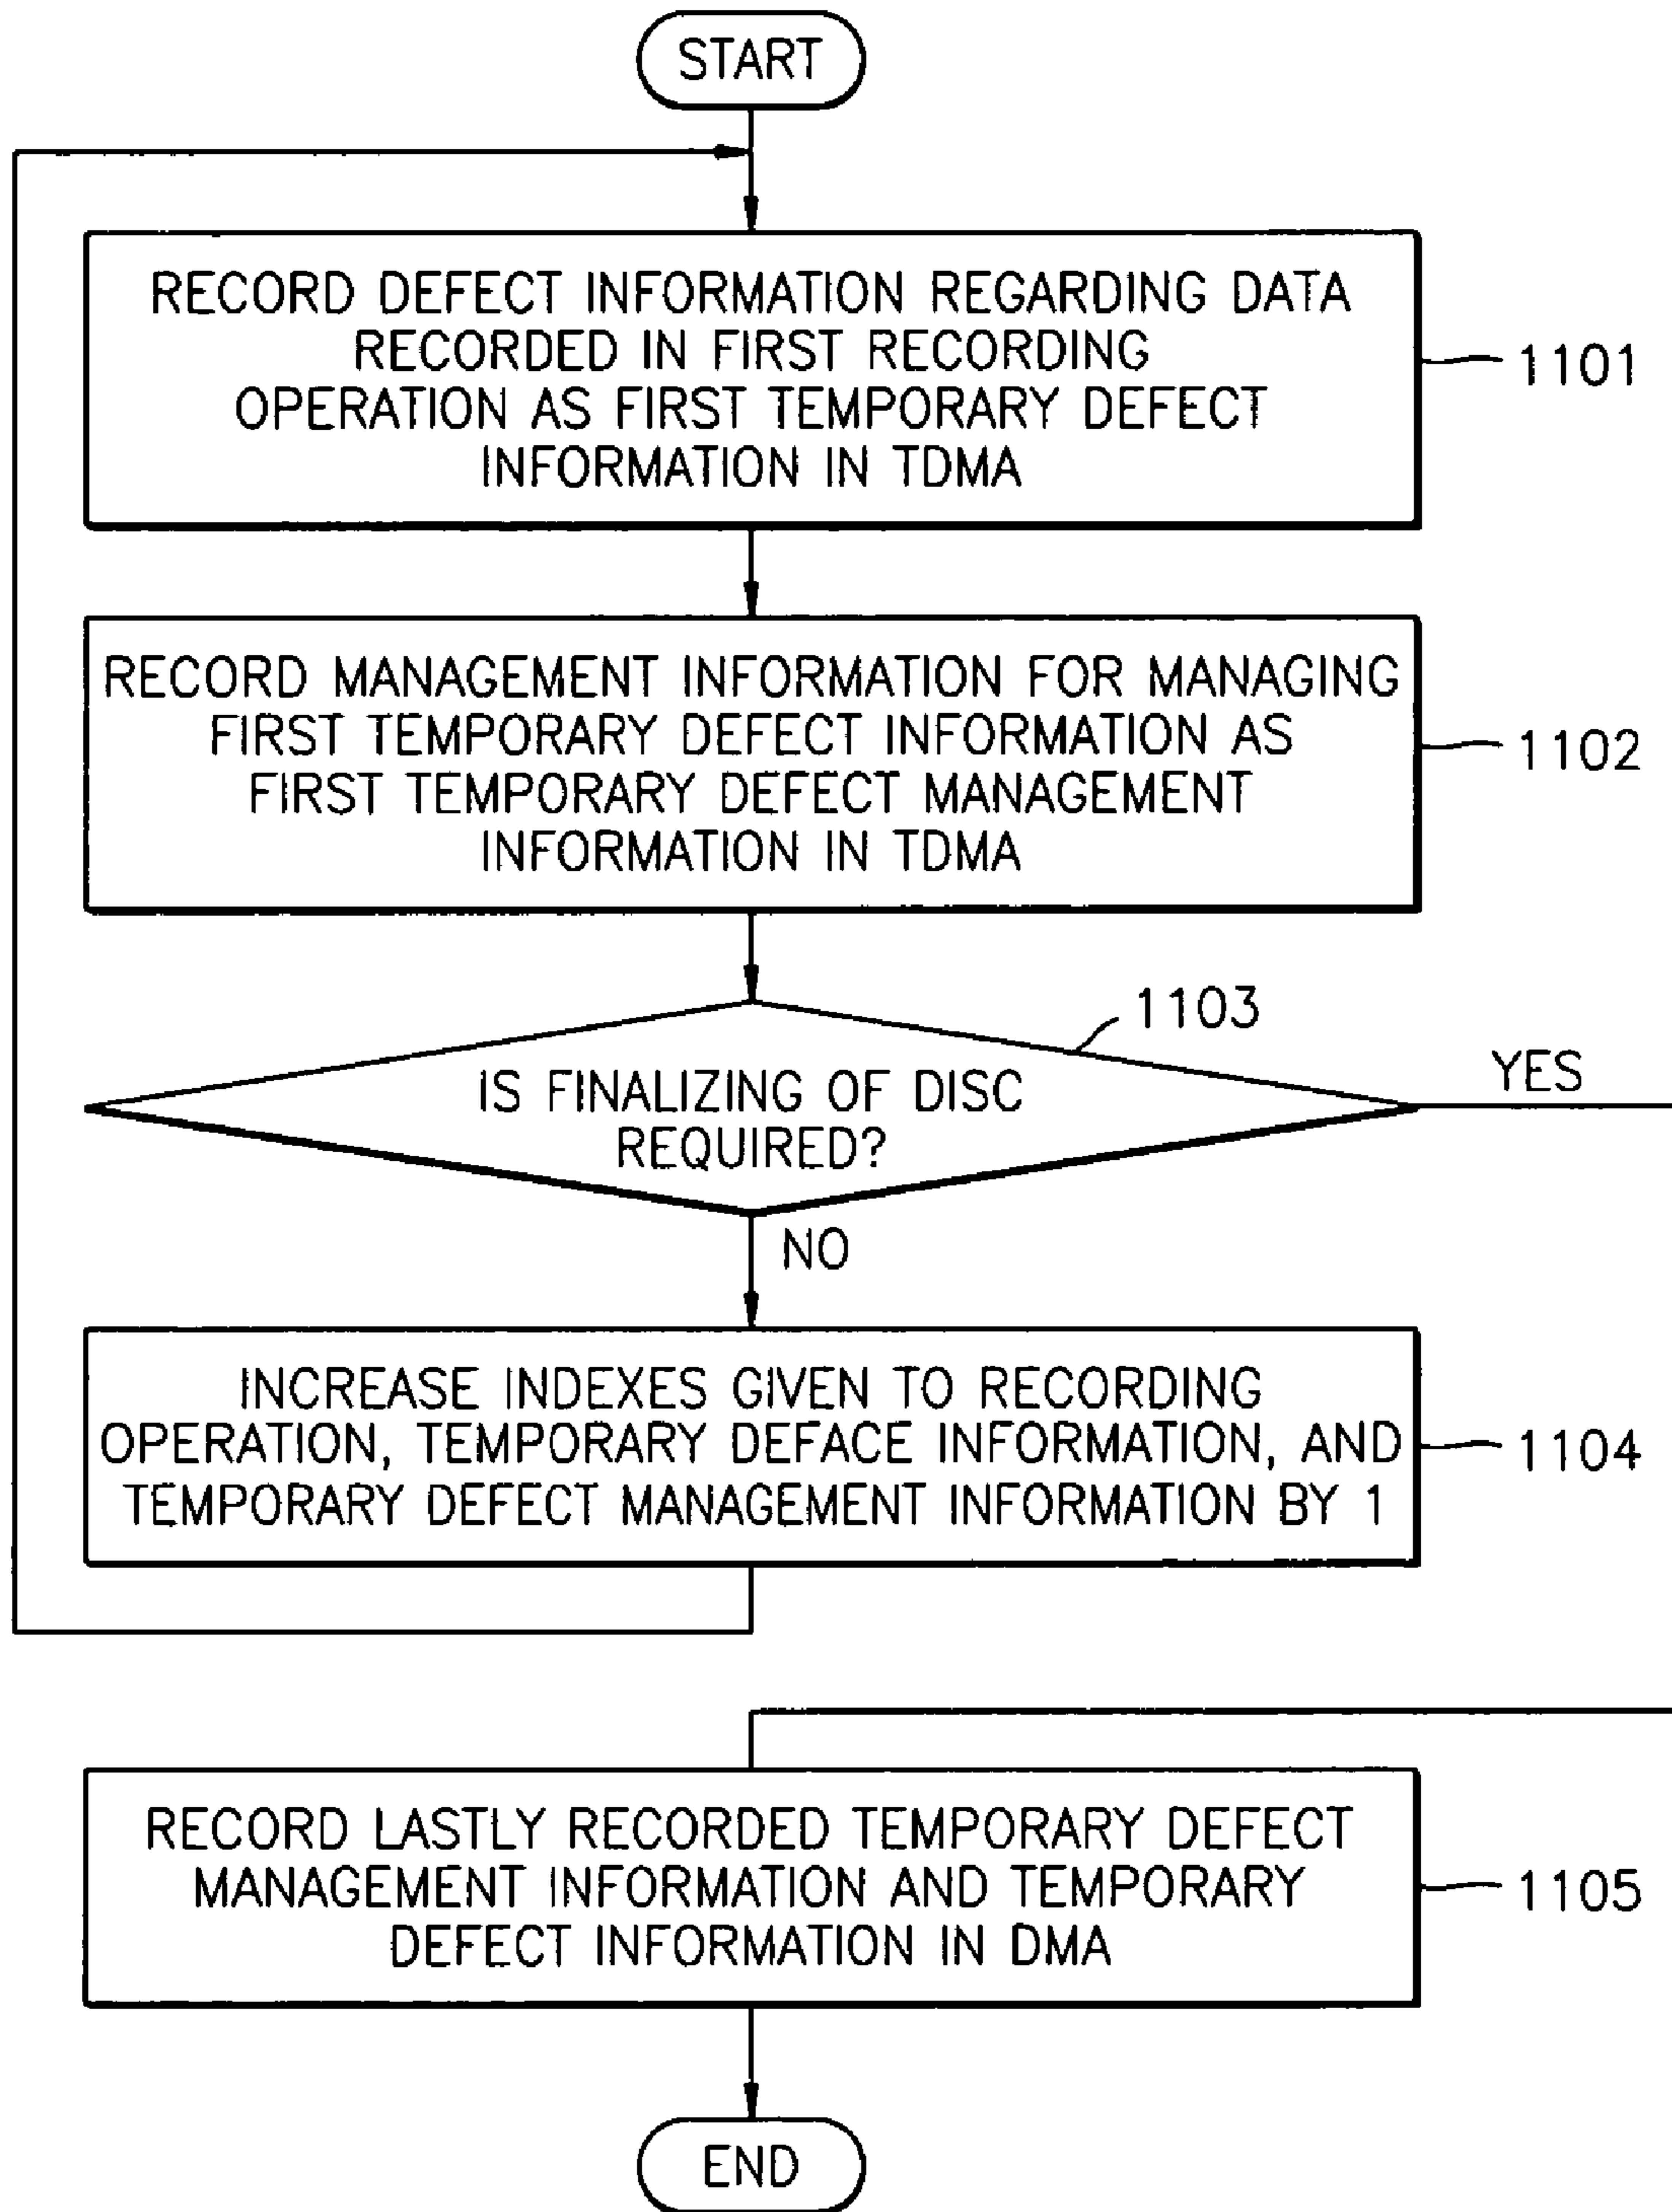 START
RECORD DEFECT INFORMATION REGARDING DATA
RECORDED IN FIRST RECORDING
OPERATION AS FIRST TEMPORARY DEFECT
INFORMATION IN TDMA
1101
RECORD MANAGEMENT INFORMATION FOR MANAGING
FIRST TEMPORARY DEFECT INFORMATION AS
FIRST TEMPORARY DEFECT MANAGEMENT
INFORMATION IN TDMA
1102
1103
IS FINALIZING OF DISC
REQUIRED?
YES
NO
INCREASE INDEXES GIVEN TO RECORDING
OPERATION, TEMPORARY DEFACE INFORMATION, AND
TEMPORARY DEFECT MANAGEMENT INFORMATION BY 1
1104
RECORD LASTLY RECORDED TEMPORARY DEFECT
MANAGEMENT INFORMATION AND TEMPORARY
DEFECT INFORMATION IN DMA
1105
END